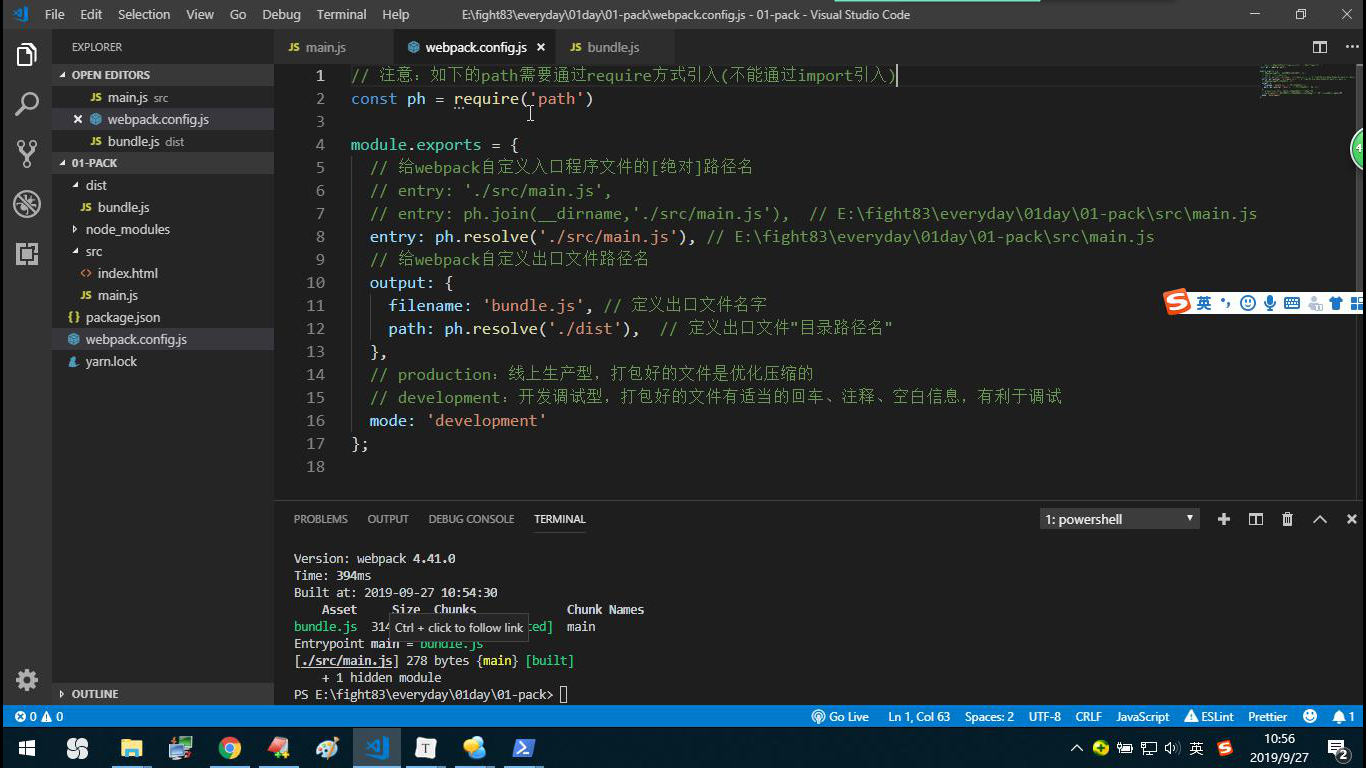 File Edit Selection View Go Debug Terminal Help E:\fight83\everyday\01day\01-pack\webpack.config.js - 01-pack - Visual Studio Code
EXPLORER
OPEN EDITORS
JS main.js src
webpack.config.js
JS bundle.js dist
01-PACK
dist
JS bundle.js
node_modules
src
<> index.html
JS main.js
{} package.json
webpack.config.js
yarn.lock
OUTLINE
JS main.js webpack.config.js JS bundle.js
1 // 注意：如下的path需要通过require方式引入(不能通过import引入)
2 const ph = require('path')
3
4 module.exports = {
5 // 给webpack自定义入口程序文件的[绝对]路径名
6 // entry: './src/main.js',
7 // entry: ph.join(__dirname,'./src/main.js'), // E:\fight83\everyday\01day\01-pack\src\main.js
8 entry: ph.resolve('./src/main.js'), // E:\fight83\everyday\01day\01-pack\src\main.js
9 // 给webpack自定义出口文件路径名
10 output: {
11 filename: 'bundle.js', // 定义出口文件名字
12 path: ph.resolve('./dist'), // 定义出口文件"目录路径名"
13 },
14 // production：线上生产型，打包好的文件是优化压缩的
15 // development：开发调试型，打包好的文件有适当的回车、注释、空白信息，有利于调试
16 mode: 'development'
17 };
18
4
S 英
PROBLEMS OUTPUT DEBUG CONSOLE TERMINAL 1: powershell
Version: webpack 4.41.0
Time: 394ms
Built at: 2019-09-27 10:54:30
Asset Size Chunks Chunk Names
bundle.js 314 ted] main
Ctrl + click to follow link
Entrypoint main = bundle.js
[./src/main.js] 278 bytes {main} [built]
+ 1 hidden module
PS E:\fight83\everyday\01day\01-pack>
0 0 Go Live Ln 1, Col 63 Spaces: 2 UTF-8 CRLF JavaScript ESLint Prettier 1
T 英 S 10:56
2019/9/27
2